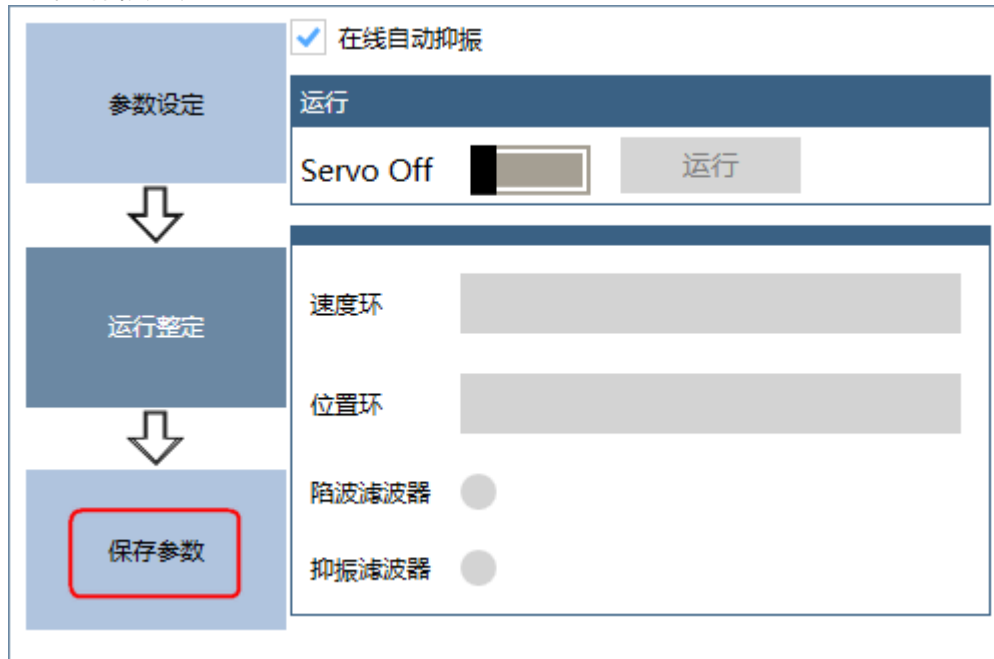 在线自动抑振
参数设定
运行
Servo Off
运行
运行整定
速度环
位置环
陷波滤波器
保存参数
抑振滤波器